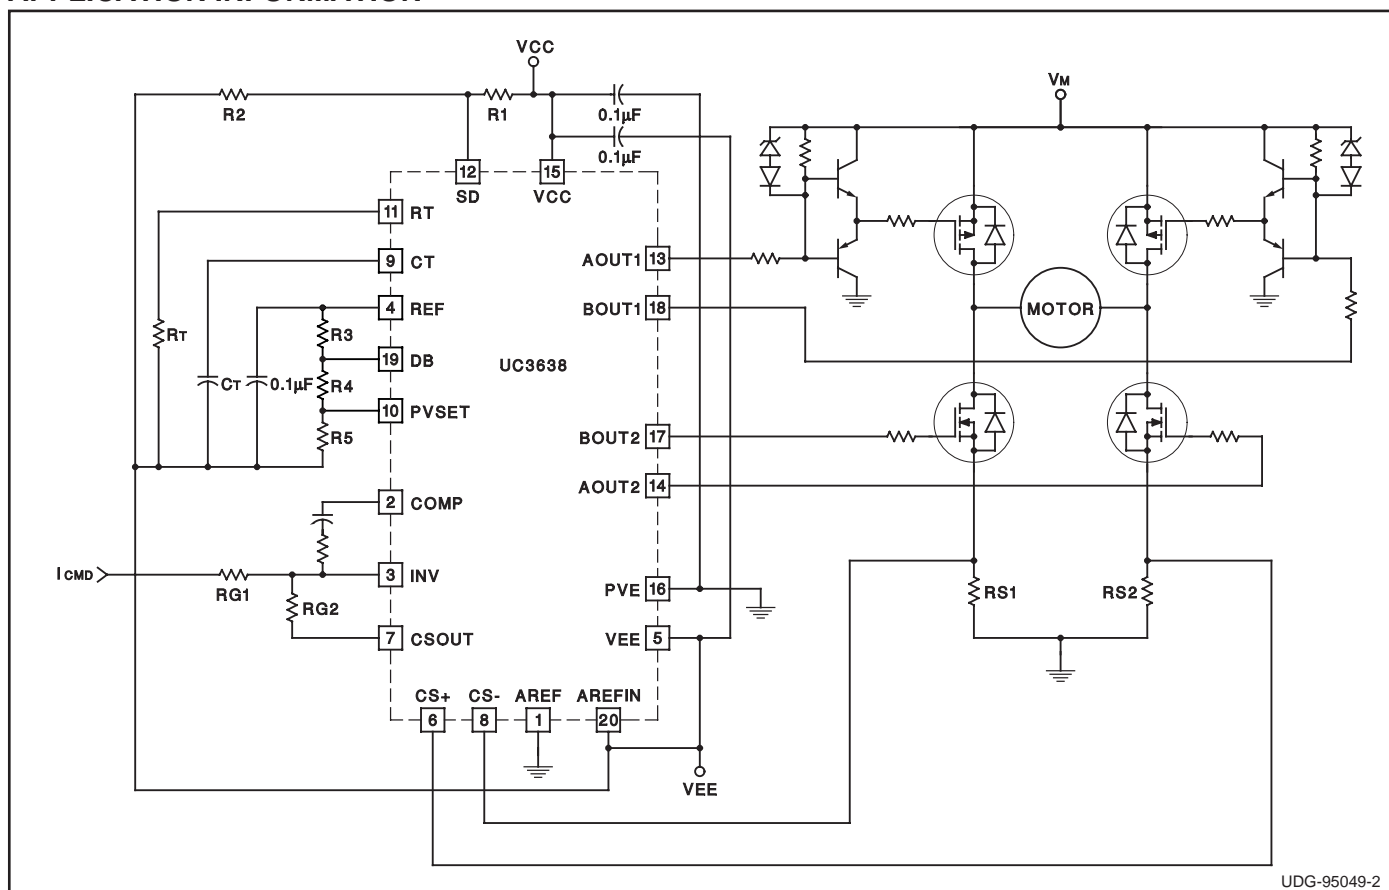 VCC
VM
R2
R1
0.1µF
0.1µF
12
15
SD
VCC
11
RT
9
CT
AOUT1
13
4
REF
BOUT1
18
MOTOR
RT
R3
19
DB
UC3638
CT
0.1µF
R4
10
PVSET
R5
BOUT2
17
AOUT2
14
2
COMP
ICMD
3
INV
PVE
16
RG1
RS1
RS2
RG2
7
CSOUT
VEE
5
CS+
CS-
AREF
AREFIN
6
8
1
20
VEE
UDG-95049-2